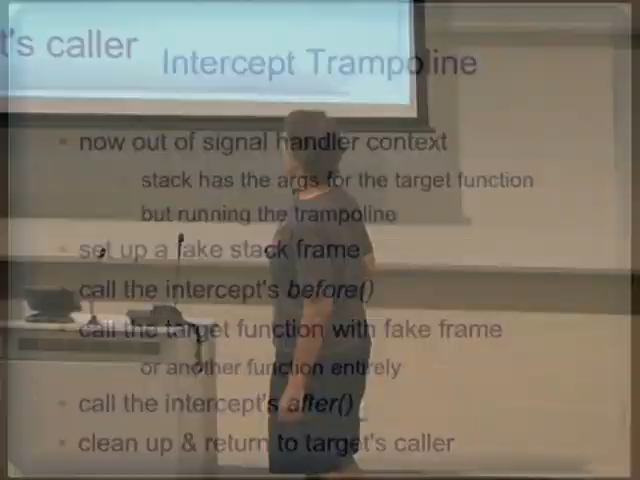 t's caller
Intercept Trampoline
now out of signal handler context
stack has the args for the target function
but running the trampoline
set up a fake stack frame
call the intercept's before()
call the target function with fake frame
or another function entirely
call the intercept's after()
clean up & return to target's caller